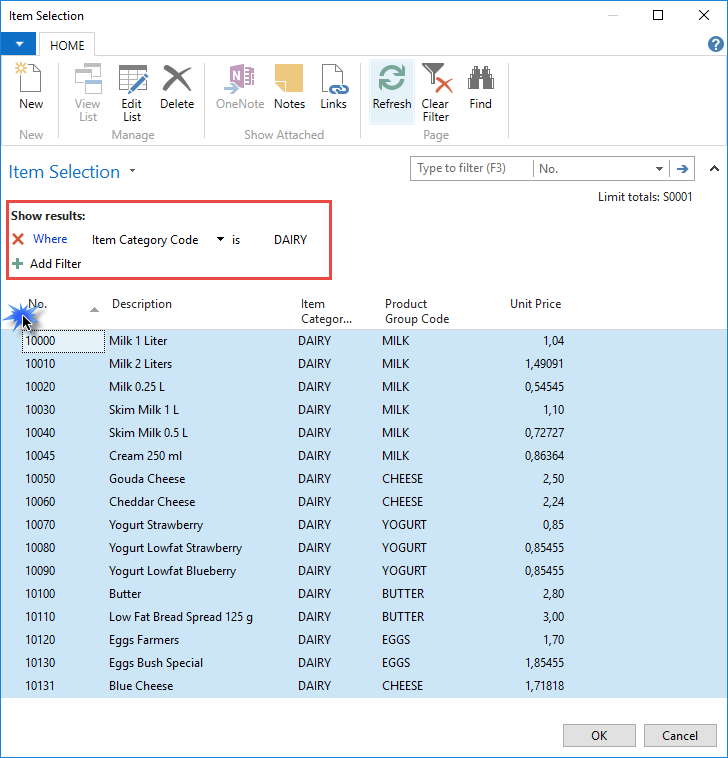 Item Selection
HOME
?
New
View List
Edit List
Delete
OneNote
Notes
Links
Refresh
Clear Filter
Find
New
Manage
Show Attached
Page
Item Selection
Type to filter (F3)
No.
Limit totals: S0001
Show results:
Where Item Category Code is DAIRY
Add Filter
No. Description Item Categor... Product Group Code Unit Price
10000 Milk 1 Liter DAIRY MILK 1,04
10010 Milk 2 Liters DAIRY MILK 1,49091
10020 Milk 0.25 L DAIRY MILK 0,54545
10030 Skim Milk 1 L DAIRY MILK 1,10
10040 Skim Milk 0.5 L DAIRY MILK 0,72727
10045 Cream 250 ml DAIRY MILK 0,86364
10050 Gouda Cheese DAIRY CHEESE 2,50
10060 Cheddar Cheese DAIRY CHEESE 2,24
10070 Yogurt Strawberry DAIRY YOGURT 0,85
10080 Yogurt Lowfat Strawberry DAIRY YOGURT 0,85455
10090 Yogurt Lowfat Blueberry DAIRY YOGURT 0,85455
10100 Butter DAIRY BUTTER 2,80
10110 Low Fat Bread Spread 125 g DAIRY BUTTER 3,00
10120 Eggs Farmers DAIRY EGGS 1,70
10130 Eggs Bush Special DAIRY EGGS 1,85455
10131 Blue Cheese DAIRY CHEESE 1,71818
OK
Cancel